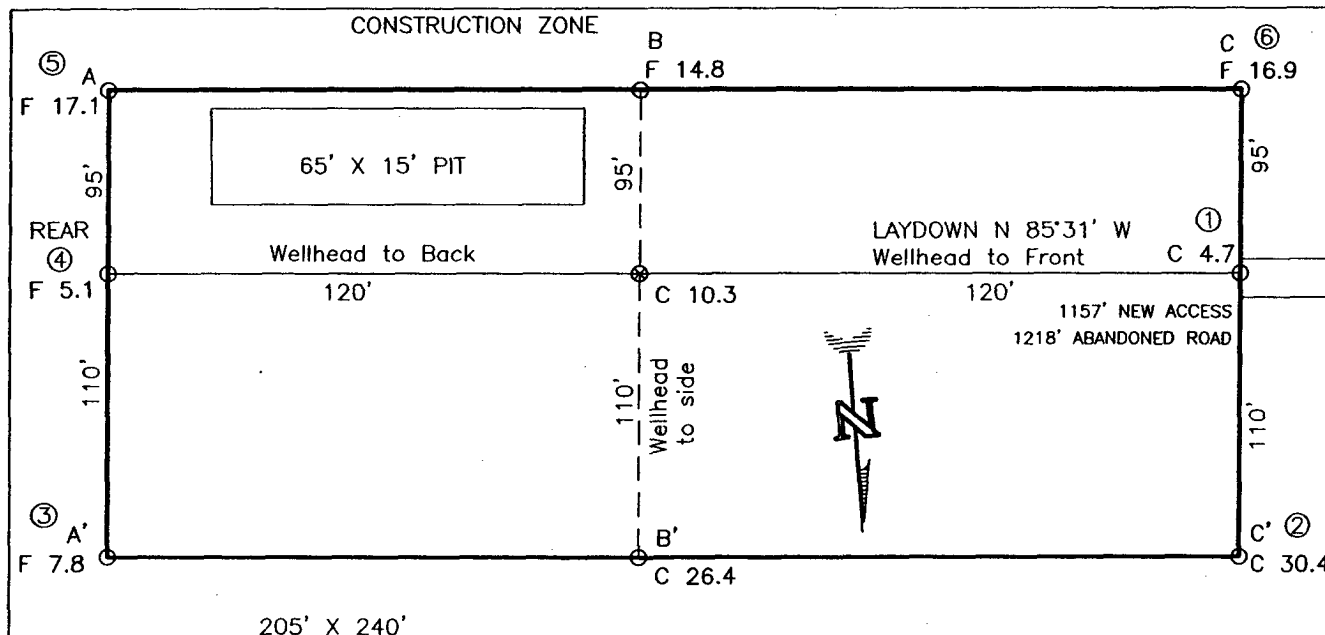 CONSTRUCTION ZONE
⑤ A
F 17.1
B
F 14.8
C ⑥
F 16.9
65' X 15' PIT
95'
95'
95'
REAR
④
F 5.1
Wellhead to Back
120'
C 10.3
LAYDOWN N 85°31' W
Wellhead to Front
120'
①
C 4.7
1157' NEW ACCESS
1218' ABANDONED ROAD
110'
110'
Wellhead
to side
N
110'
③ A'
F 7.8
B'
C 26.4
C' ②
C 30.4
205' X 240'